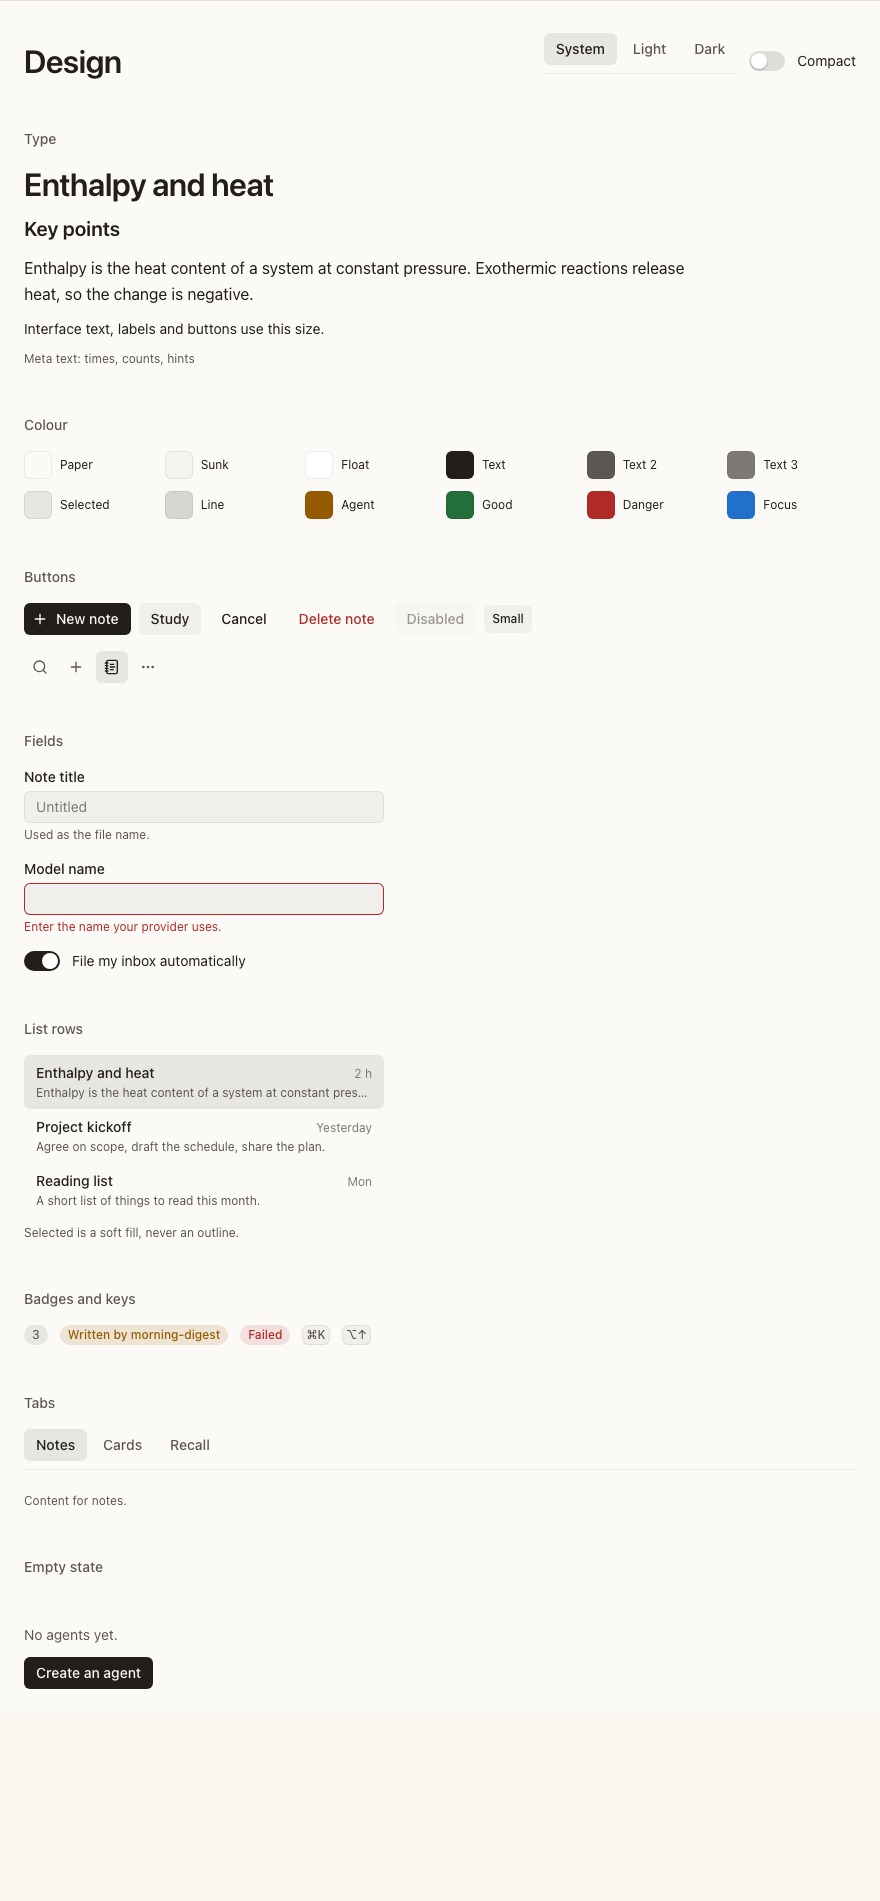 Design
System Light Dark
Compact
Type
Enthalpy and heat
Key points
Enthalpy is the heat content of a system at constant pressure. Exothermic reactions release
heat, so the change is negative.
Interface text, labels and buttons use this size.
Meta text: times, counts, hints
Colour
Paper Sunk Float Text Text 2 Text 3
Selected Line Agent Good Danger Focus
Buttons
New note Study Cancel Delete note Disabled Small
Fields
Note title
Untitled
Used as the file name.
Model name
Enter the name your provider uses.
File my inbox automatically
List rows
Enthalpy and heat 2 h
Enthalpy is the heat content of a system at constant pres...
Project kickoff Yesterday
Agree on scope, draft the schedule, share the plan.
Reading list Mon
A short list of things to read this month.
Selected is a soft fill, never an outline.
Badges and keys
3 Written by morning-digest Failed ⌘K ⌥↑
Tabs
Notes Cards Recall
Content for notes.
Empty state
No agents yet.
Create an agent